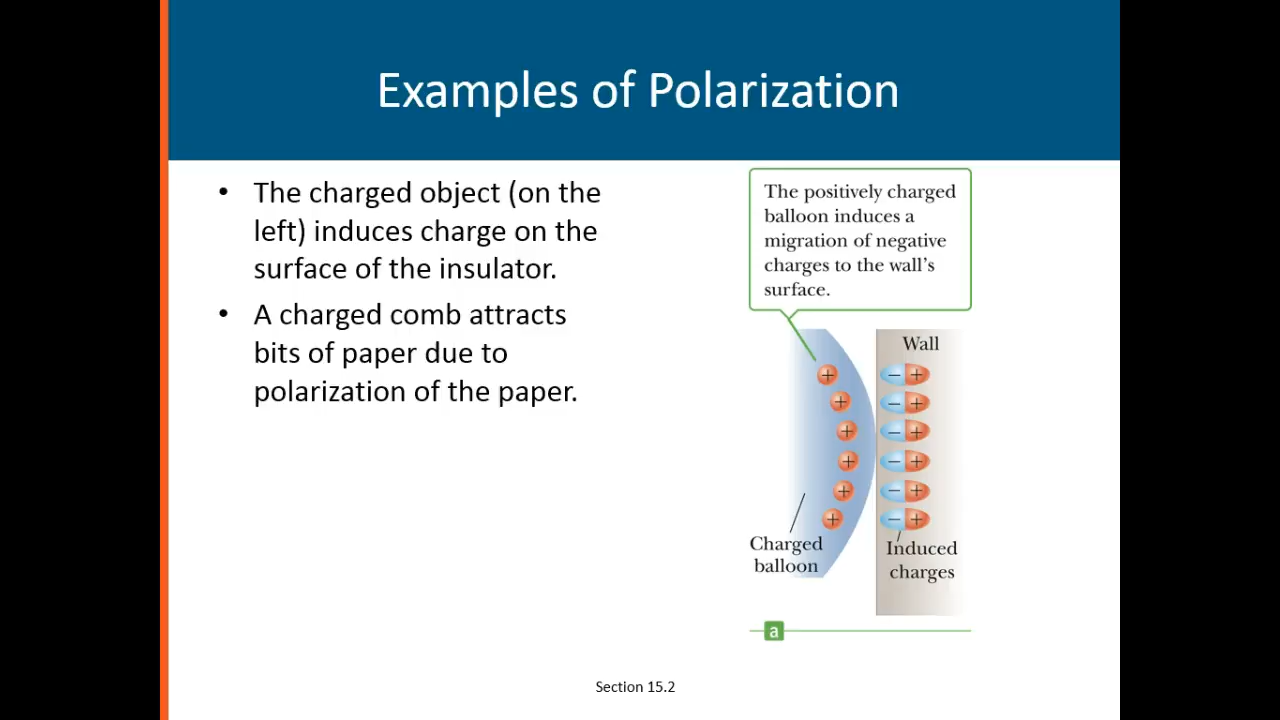 Examples of Polarization
• The charged object (on the
left) induces charge on the
surface of the insulator.
• A charged comb attracts
bits of paper due to
polarization of the paper.
The positively charged
balloon induces a
migration of negative
charges to the wall's
surface.
Wall
+ − +
+ − +
+ − +
+ − +
+ − +
+ − +
Charged
balloon
Induced
charges
a
Section 15.2